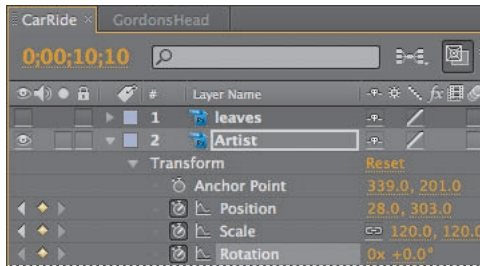 CarRide × GordonsHead
0;00;10;10
# Layer Name fx
1 leaves
2 Artist
Transform Reset
Anchor Point 339.0, 201.0
Position 28.0, 303.0
Scale 120.0, 120.0
Rotation 0x +0.0°